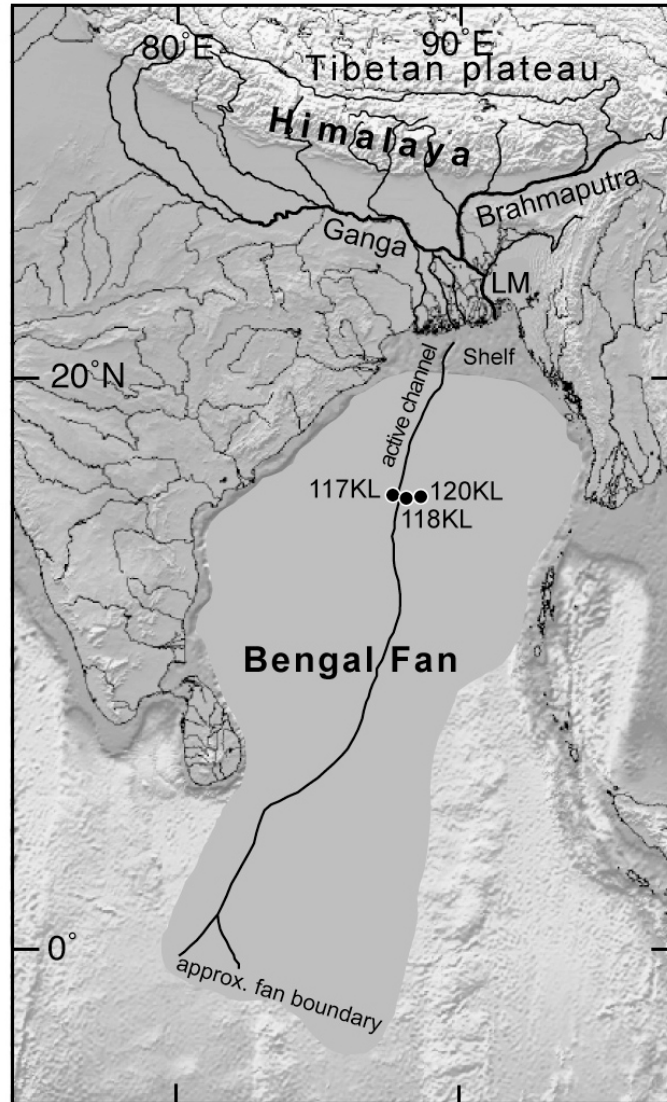 80°E
90°E
Tibetan plateau
Himalaya
Brahmaputra
Ganga
LM
Shelf
20°N
active channel
117KL
120KL
118KL
Bengal Fan
0°
approx. fan boundary